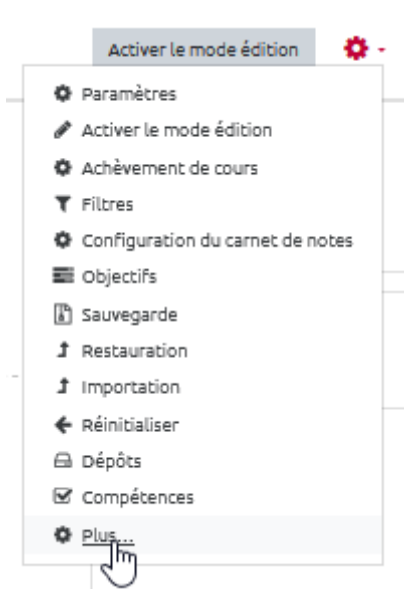 Activer le mode édition
Paramètres
Activer le mode édition
Achèvement de cours
Filtres
Configuration du carnet de notes
Objectifs
Sauvegarde
Restauration
Importation
Réinitialiser
Dépôts
Compétences
Plus...